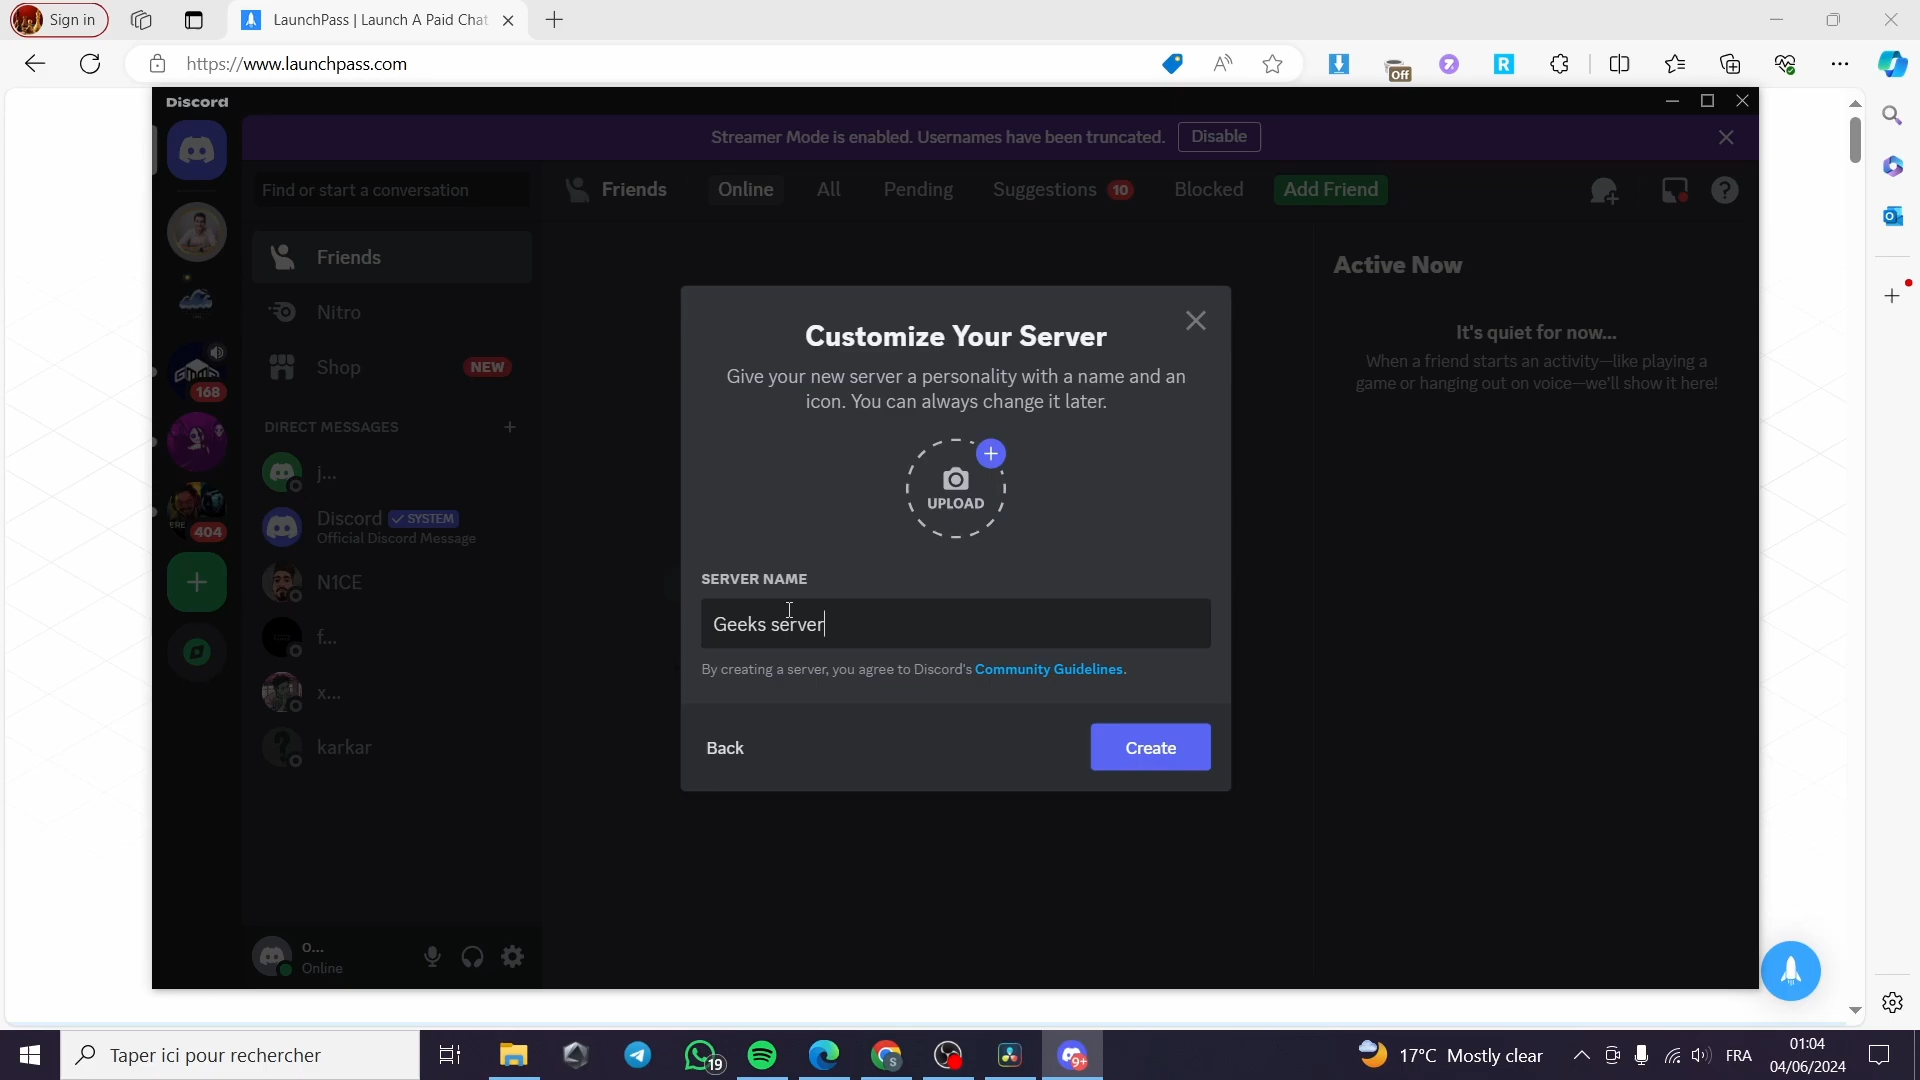 Sign in
LaunchPass | Launch A Paid Chat
https://www.launchpass.com
Off
Discord
Streamer Mode is enabled. Usernames have been truncated.
Disable
Find or start a conversation
Friends
Online
All
Pending
Suggestions 10
Blocked
Add Friend
Friends
Active Now
Nitro
It's quiet for now...
Shop
NEW
When a friend starts an activity—like playing a
game or hanging out on voice—we'll show it here!
168
DIRECT MESSAGES
j...
Discord ✓ SYSTEM
Official Discord Message
404
N1CE
f...
x...
karkar
o...
Online
Customize Your Server
Give your new server a personality with a name and an
icon. You can always change it later.
UPLOAD
SERVER NAME
Geeks server
By creating a server, you agree to Discord's Community Guidelines.
Back
Create
Taper ici pour rechercher
19
9+
17°C Mostly clear
FRA
01:04
04/06/2024